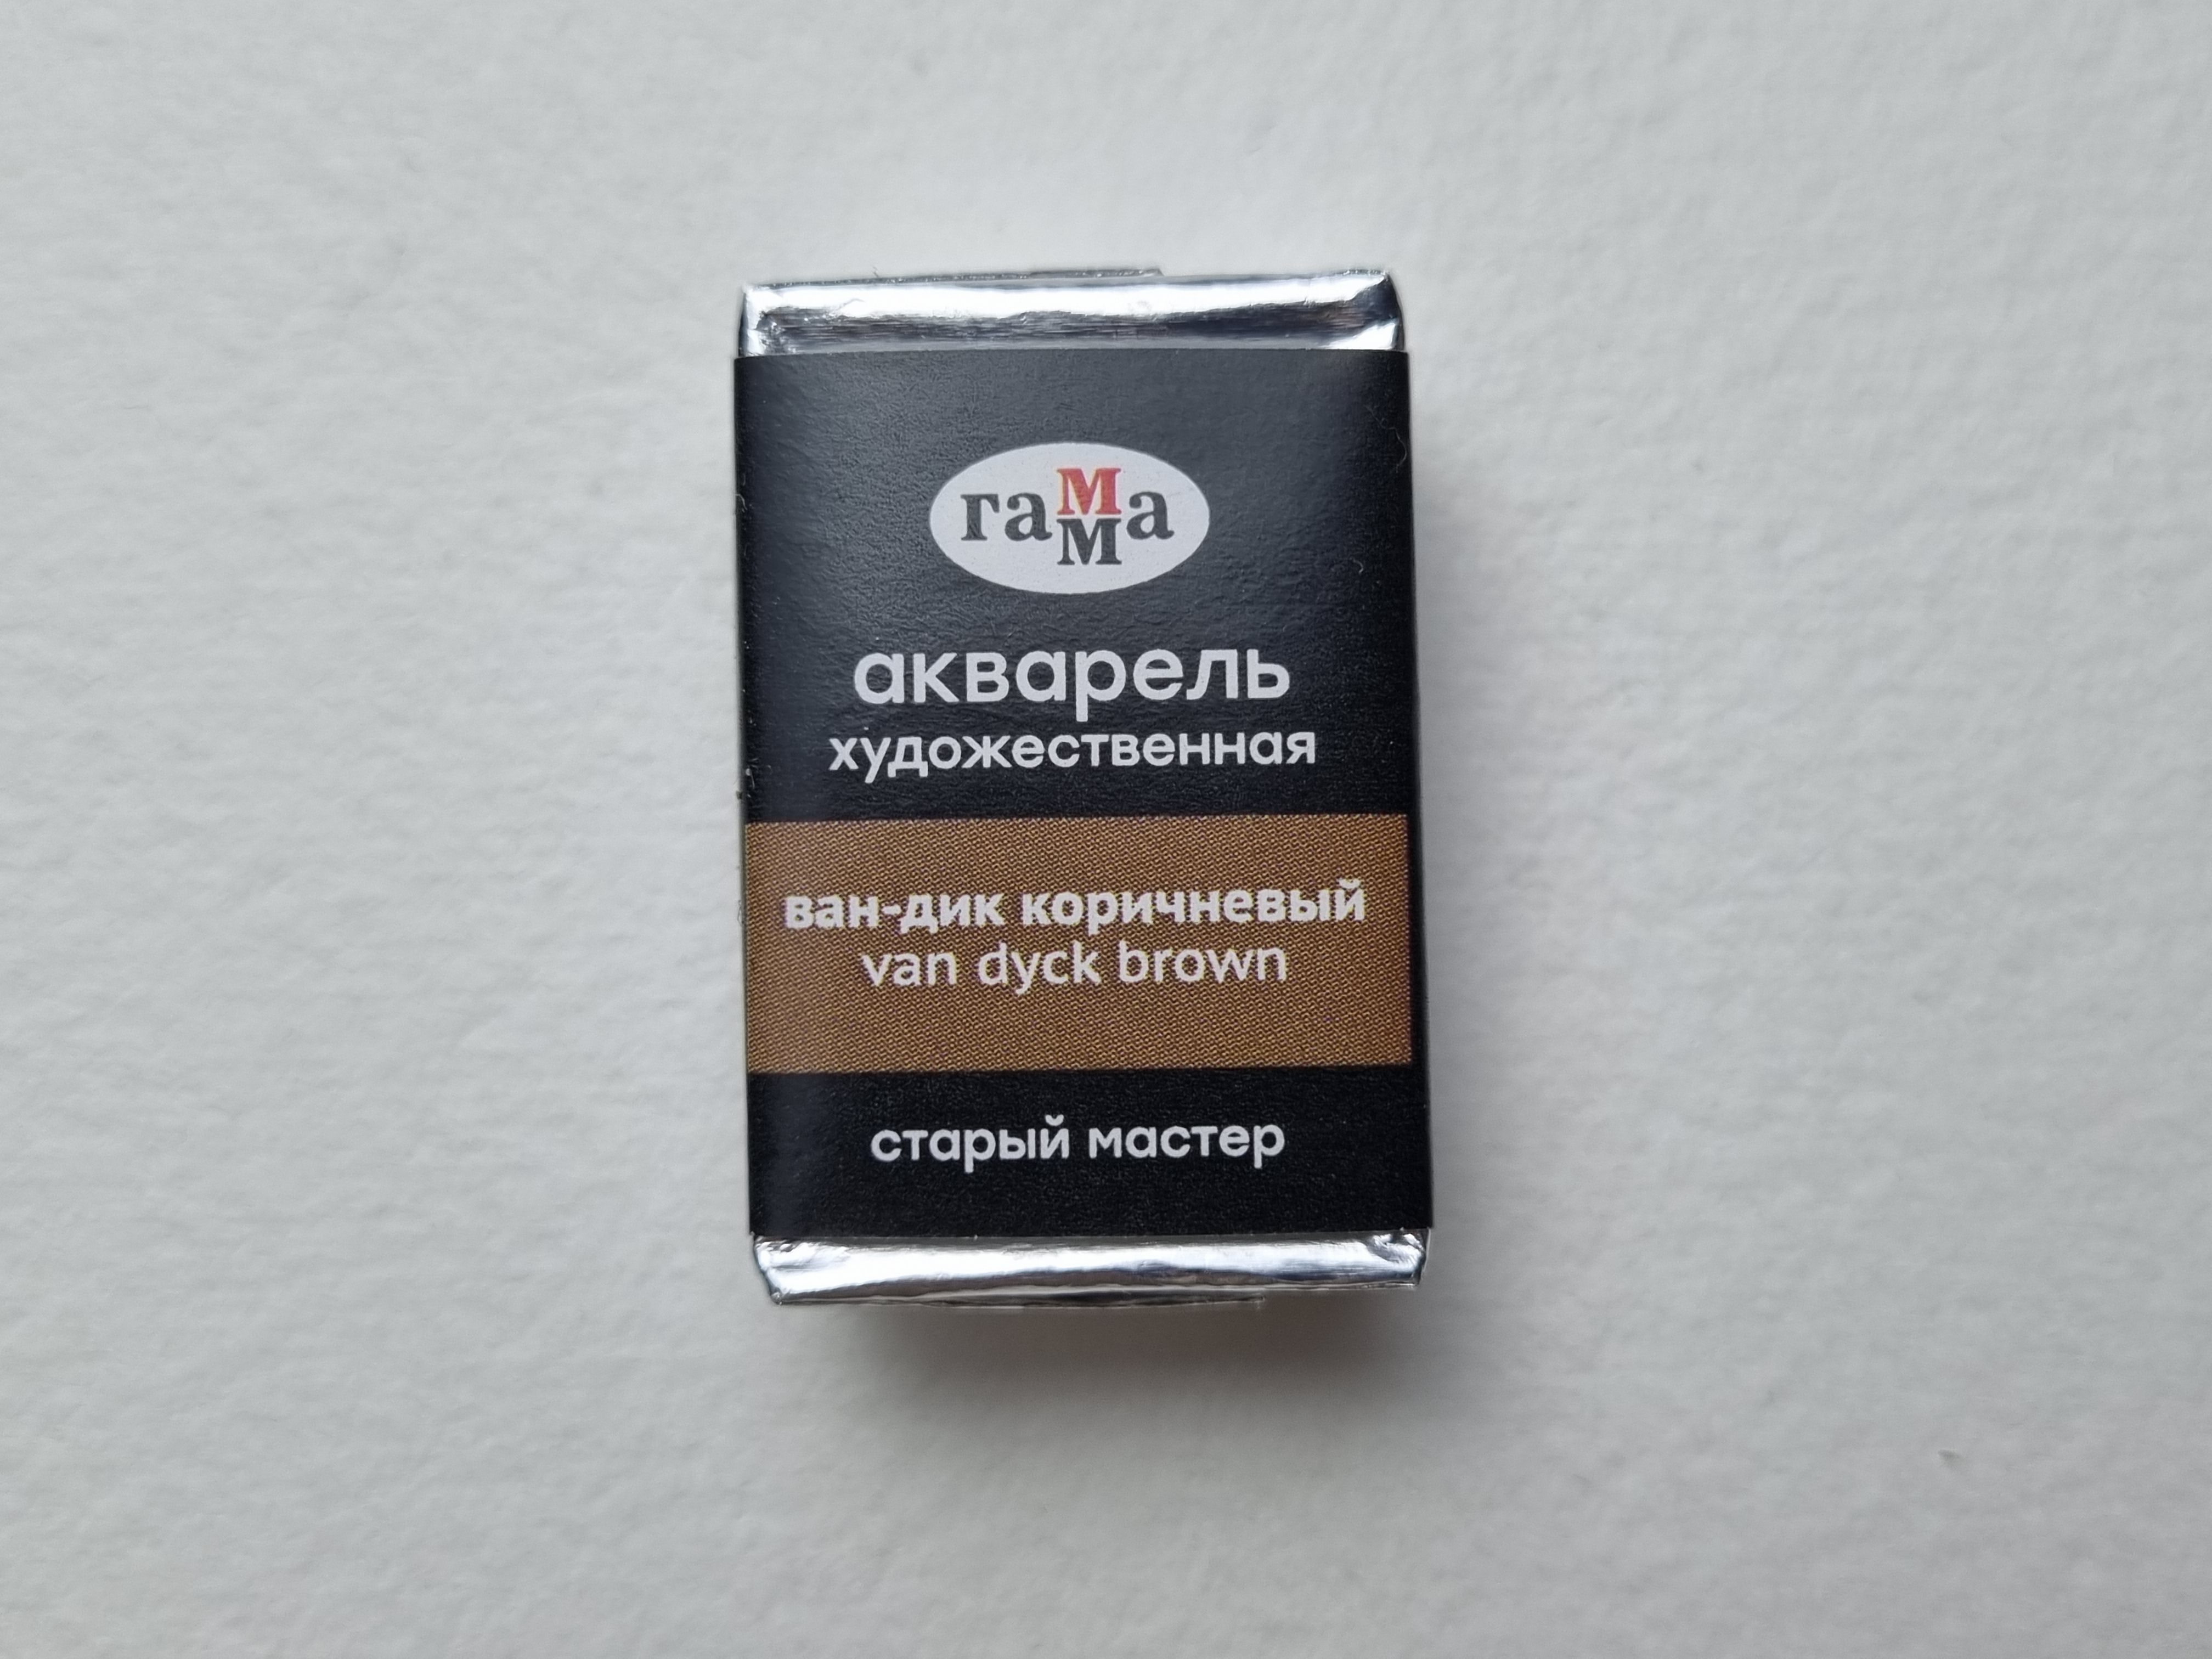 гамма
акварель
художественная
ван-дик коричневый
van dyck brown
старый мастер